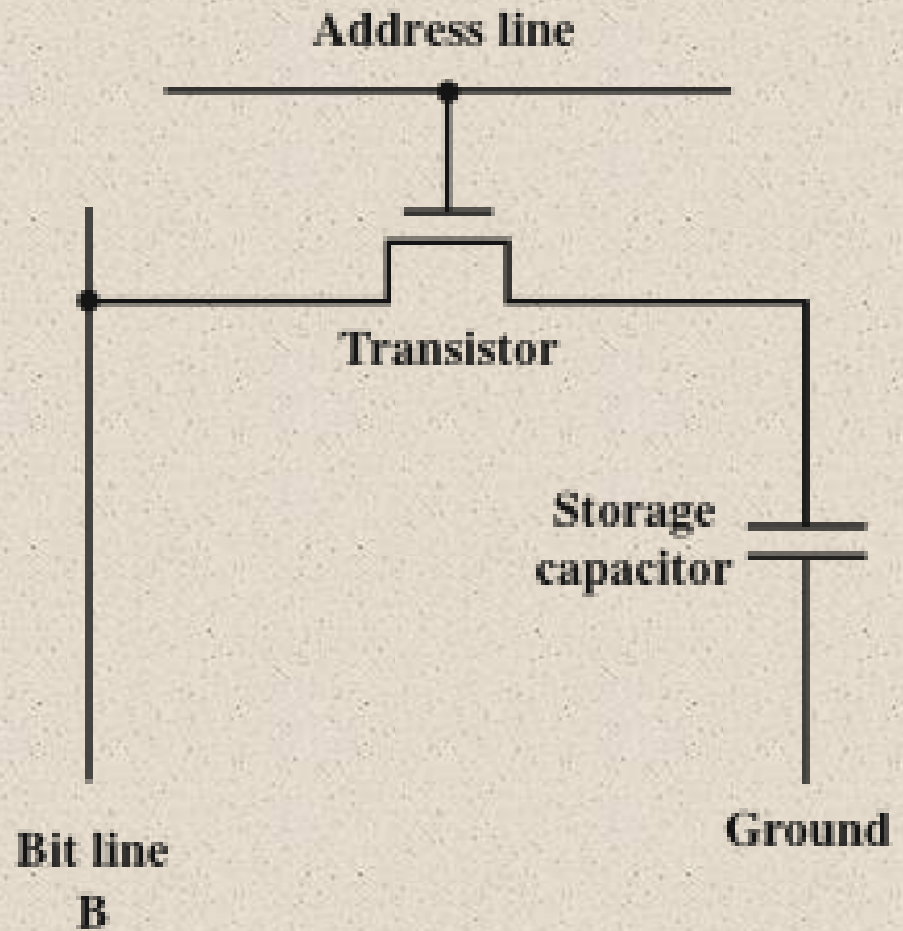 Address line
Transistor
Storage
capacitor
Ground
Bit line
B